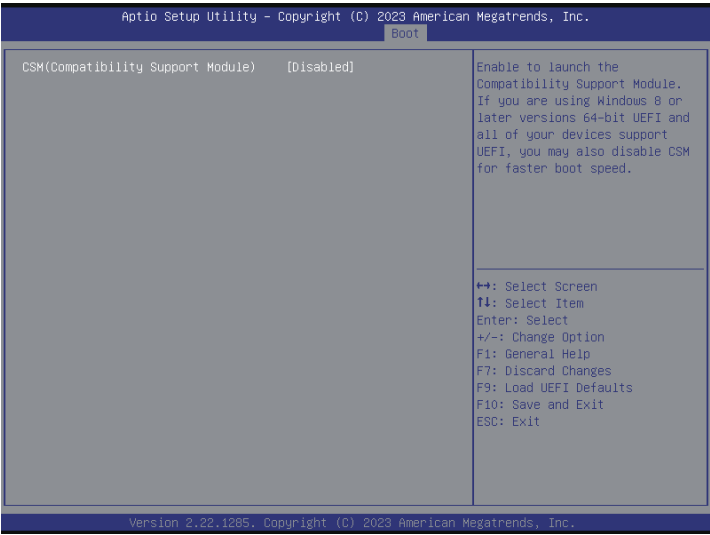 Aptio Setup Utility – Copyright (C) 2023 American Megatrends, Inc.
Boot
CSM(Compatibility Support Module) [Disabled]
Enable to launch the
Compatibility Support Module.
If you are using Windows 8 or
later versions 64-bit UEFI and
all of your devices support
UEFI, you may also disable CSM
for faster boot speed.
↔: Select Screen
↑↓: Select Item
Enter: Select
+/-: Change Option
F1: General Help
F7: Discard Changes
F9: Load UEFI Defaults
F10: Save and Exit
ESC: Exit
Version 2.22.1285. Copyright (C) 2023 American Megatrends, Inc.